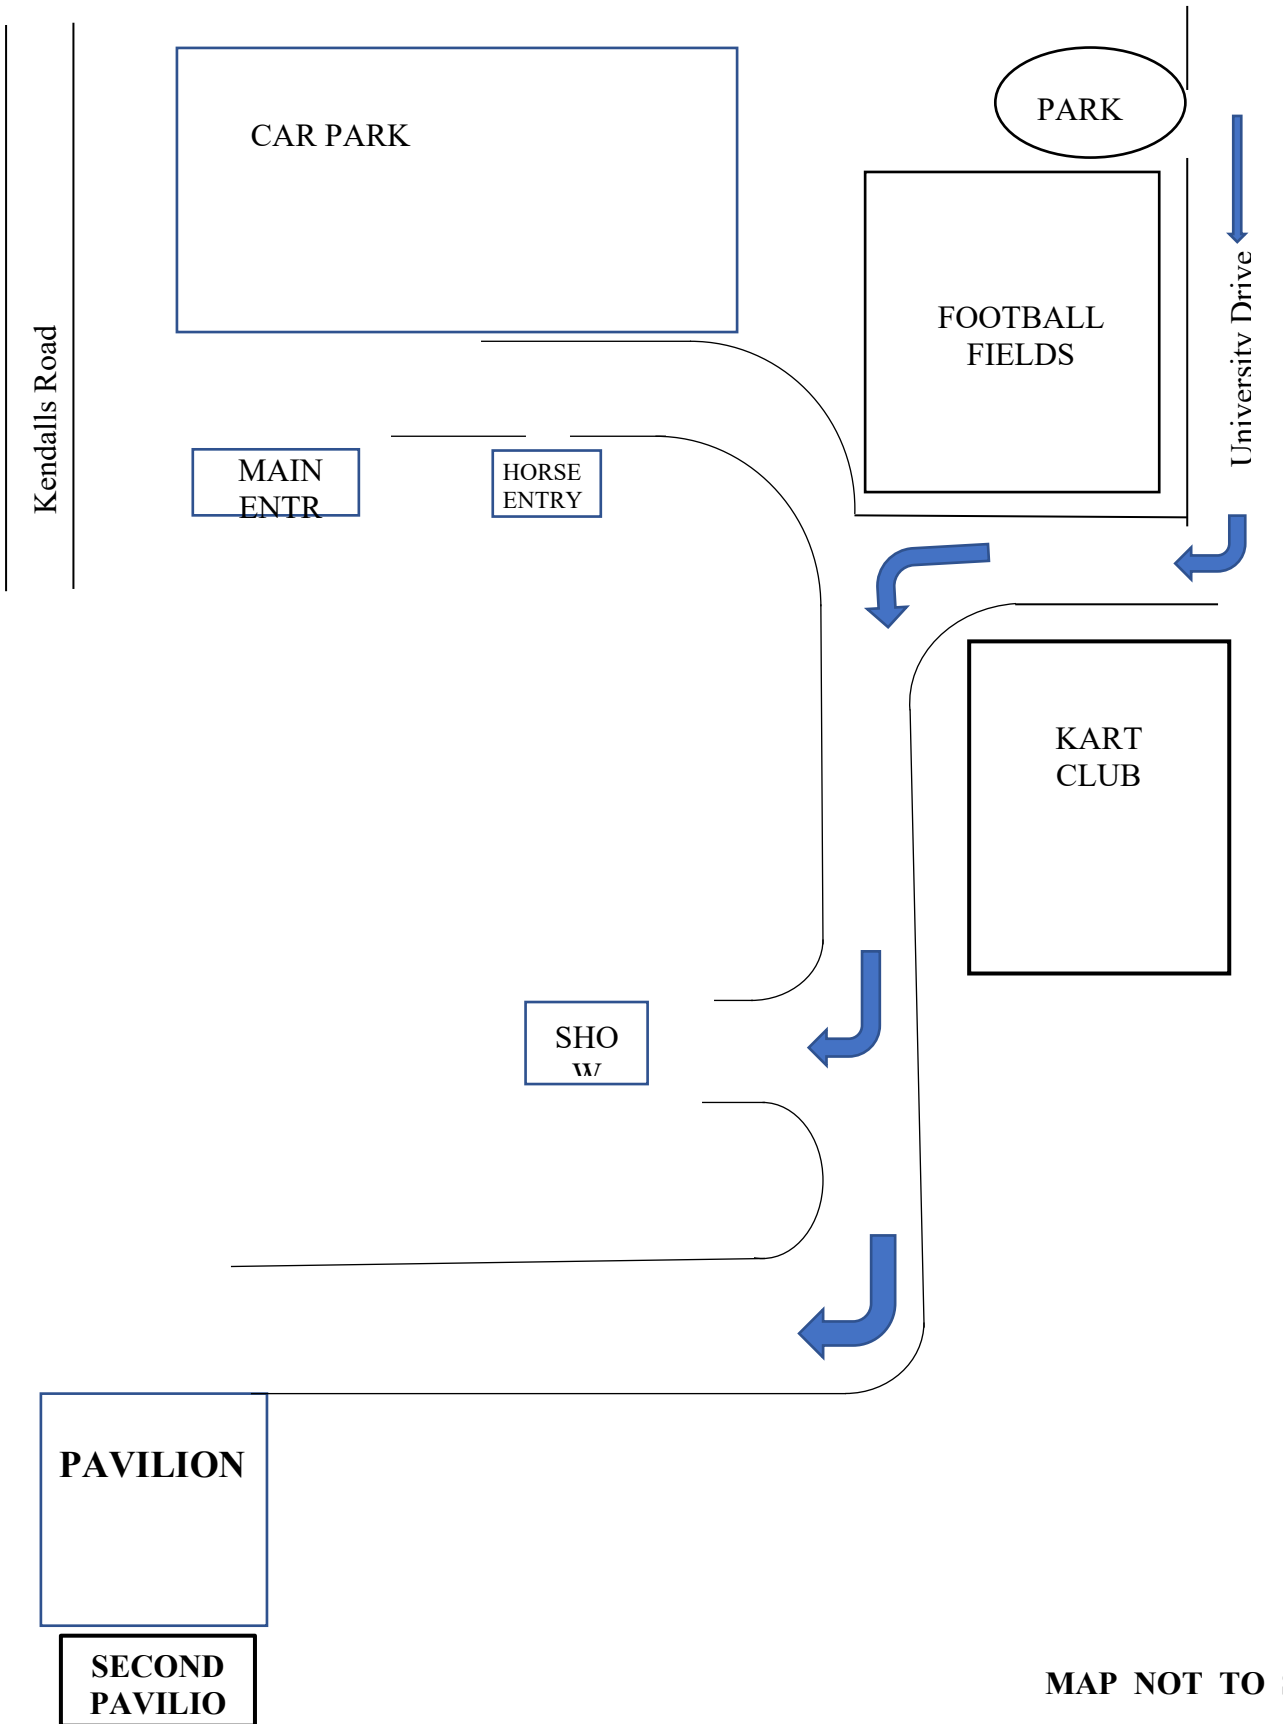 PARK
CAR PARK
FOOTBALL
FIELDS
University Drive
Kendalls Road
MAIN
ENTR
HORSE
ENTRY
KART
CLUB
SHO
W
PAVILION
SECOND
PAVILIO
MAP NOT TO